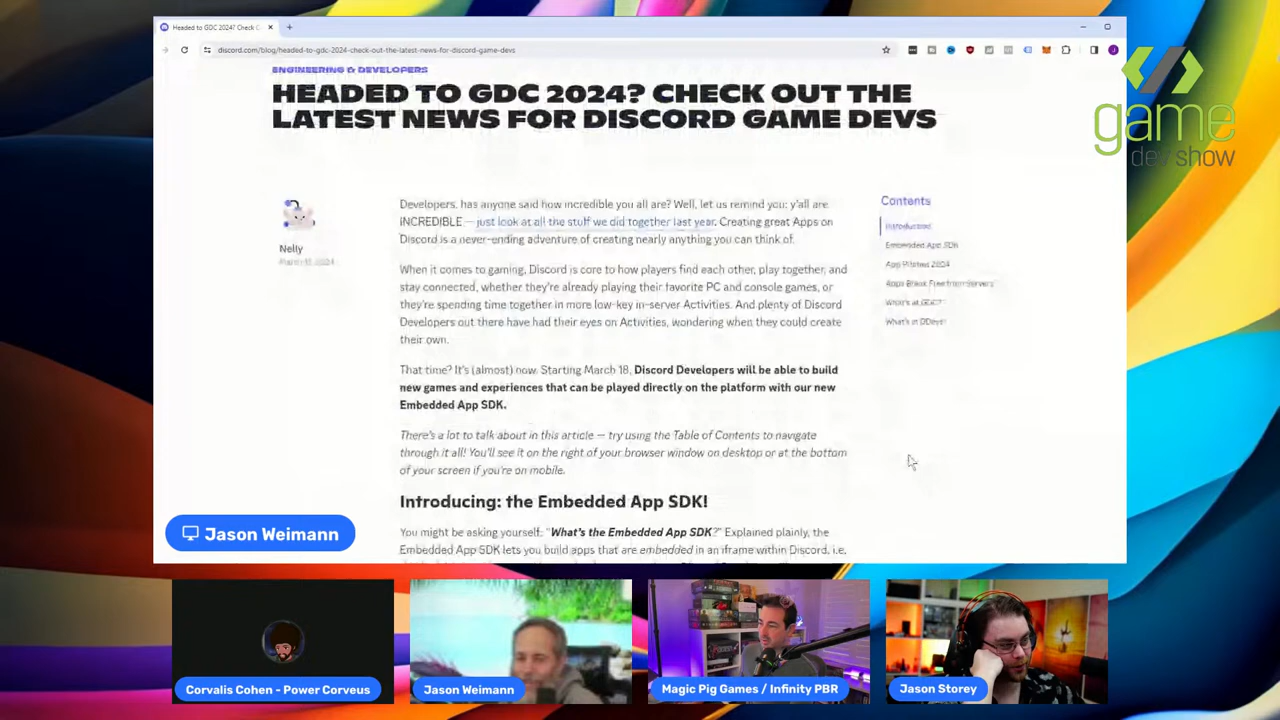 Headed to GDC 2024? Check C
discord.com/blog/headed-to-gdc-2024-check-out-the-latest-news-for-discord-game-devs
game
dev show
ENGINEERING & DEVELOPERS
HEADED TO GDC 2024? CHECK OUT THE
LATEST NEWS FOR DISCORD GAME DEVS
Nelly
Developers, has anyone said how incredible you all are? Well, let us remind you: y'all are
INCREDIBLE — just look at all the stuff we did together last year. Creating great Apps on
Discord is a never-ending adventure of creating nearly anything you can think of.
When it comes to gaming, Discord is core to how players find each other, play together, and
stay connected, whether they're already playing their favorite PC and console games, or
they're spending time together in more low-key in-server Activities. And plenty of Discord
Developers out there have had their eyes on Activities, wondering when they could create
their own.
That time? It's (almost) now. Starting March 18, Discord Developers will be able to build
new games and experiences that can be played directly on the platform with our new
Embedded App SDK.
There's a lot to talk about in this article — try using the Table of Contents to navigate
through it all! You'll see it on the right of your browser window on desktop or at the bottom
of your screen if you're on mobile.
Introducing: the Embedded App SDK!
You might be asking yourself: "What's the Embedded App SDK?" Explained plainly, the
Embedded App SDK lets you build apps that are embedded in an iframe within Discord, i.e,
Contents
Introduction
Embedded App SDK
App Pitches 2024
Apps Break Free from Servers
What's at GDC?
Jason Weimann
Corvalis Cohen - Power Corveus
Jason Weimann
Magic Pig Games / Infinity PBR
Jason Storey